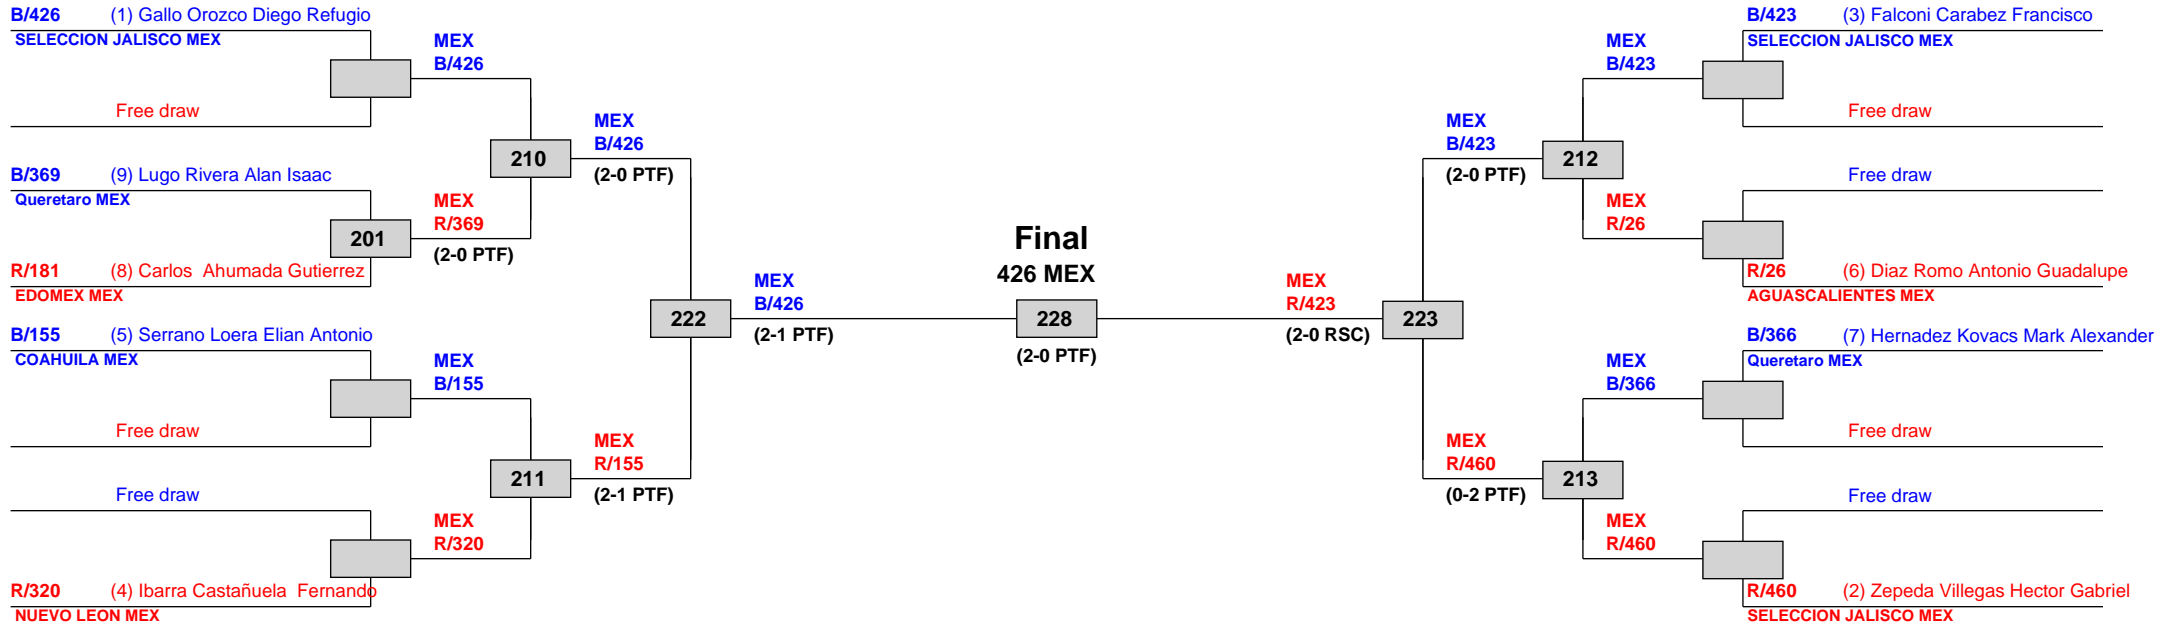 B/426 (1) Gallo Orozco Diego Refugio
SELECCION JALISCO MEX
Free draw
B/369 (9) Lugo Rivera Alan Isaac
Queretaro MEX
R/181 (8) Carlos  Ahumada Gutierrez
EDOMEX MEX
B/155 (5) Serrano Loera Elian Antonio
COAHUILA MEX
Free draw
Free draw
R/320 (4) Ibarra Castañuela  Fernando
NUEVO LEON MEX
MEX
B/426
201
MEX
R/369
(2-0 PTF)
MEX
B/155
MEX
R/320
210
MEX
B/426
(2-0 PTF)
211
MEX
R/155
(2-1 PTF)
222
MEX
B/426
(2-1 PTF)
Final
426 MEX
228
(2-0 PTF)
MEX
R/423
(2-0 RSC)
223
MEX
B/423
(2-0 PTF)
212
MEX
R/460
(0-2 PTF)
213
MEX
B/423
MEX
R/26
MEX
B/366
MEX
R/460
B/423 (3) Falconi Carabez Francisco
SELECCION JALISCO MEX
Free draw
Free draw
R/26 (6) Diaz Romo Antonio Guadalupe
AGUASCALIENTES MEX
B/366 (7) Hernadez Kovacs Mark Alexander
Queretaro MEX
Free draw
Free draw
R/460 (2) Zepeda Villegas Hector Gabriel
SELECCION JALISCO MEX